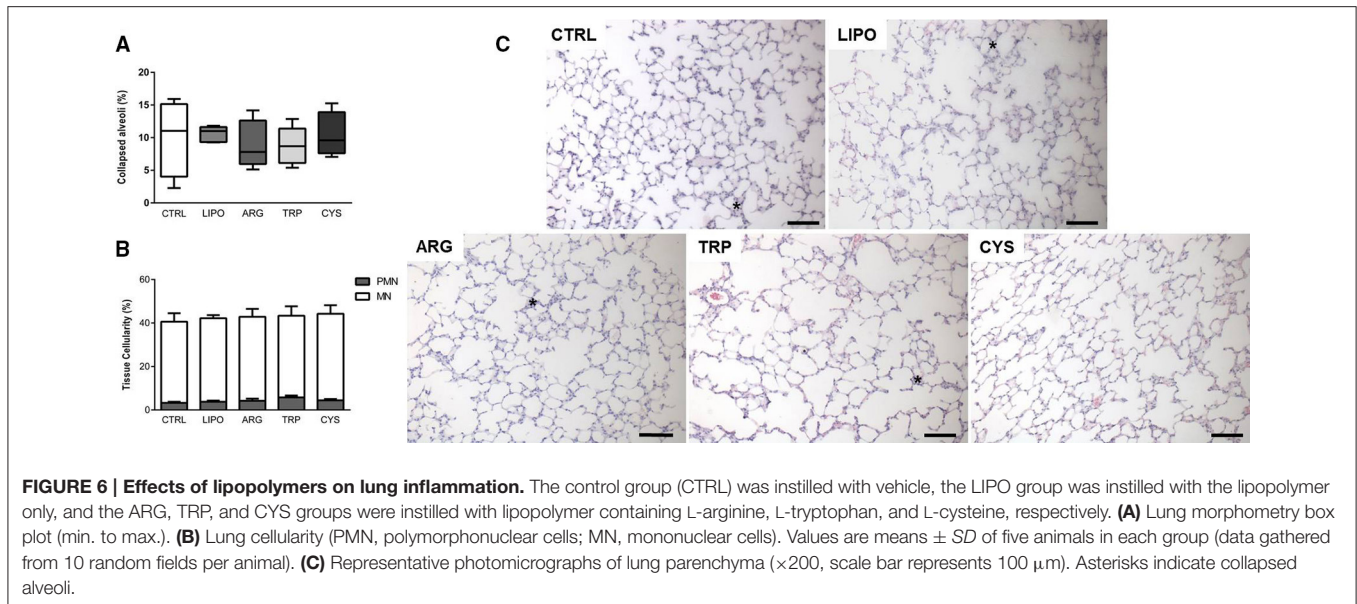 A
Collapsed alveoli (%)
20
15
10
5
0
CTRL LIPO ARG TRP CYS
B
Tissue Cellularity (%)
60
40
20
0
CTRL LIPO ARG TRP CYS
PMN
MN
C
CTRL
*
LIPO
*
ARG
*
TRP
*
CYS
FIGURE 6 | Effects of lipopolymers on lung inflammation. The control group (CTRL) was instilled with vehicle, the LIPO group was instilled with the lipopolymer
only, and the ARG, TRP, and CYS groups were instilled with lipopolymer containing L-arginine, L-tryptophan, and L-cysteine, respectively. (A) Lung morphometry box
plot (min. to max.). (B) Lung cellularity (PMN, polymorphonuclear cells; MN, mononuclear cells). Values are means ± SD of five animals in each group (data gathered
from 10 random fields per animal). (C) Representative photomicrographs of lung parenchyma (×200, scale bar represents 100 μm). Asterisks indicate collapsed
alveoli.